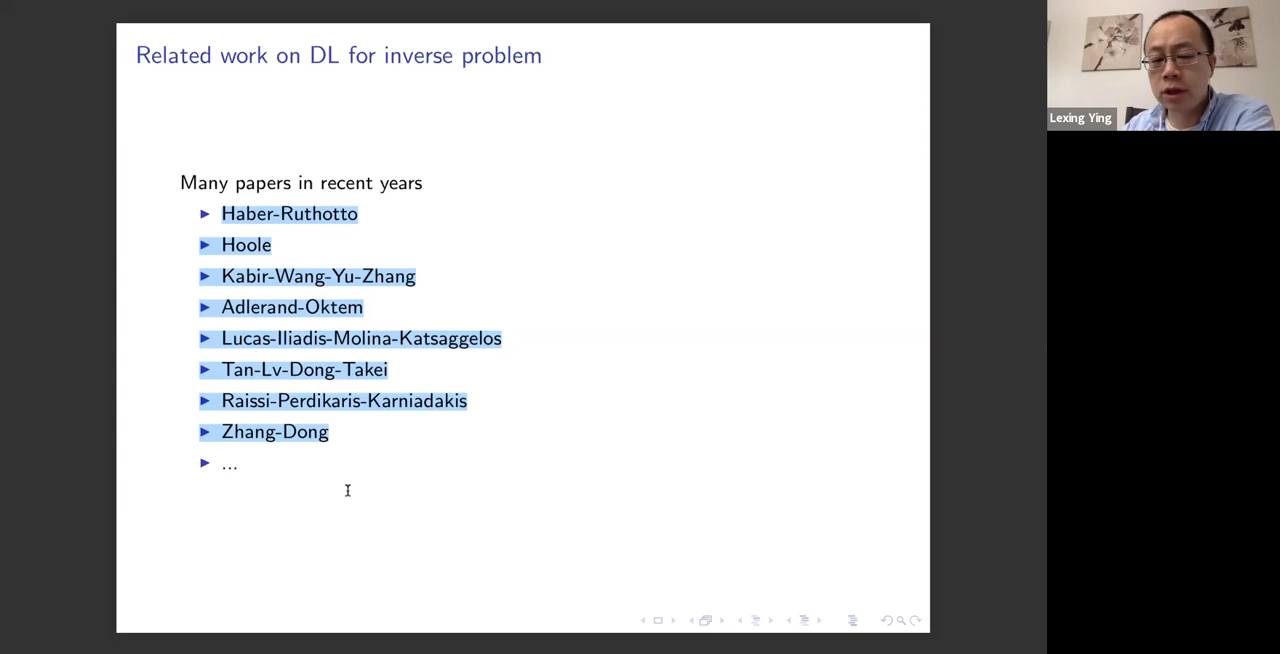 Related work on DL for inverse problem
Many papers in recent years
Haber-Ruthotto
Hoole
Kabir-Wang-Yu-Zhang
Adlerand-Oktem
Lucas-Iliadis-Molina-Katsaggelos
Tan-Lv-Dong-Takei
Raissi-Perdikaris-Karniadakis
Zhang-Dong
...
Lexing Ying